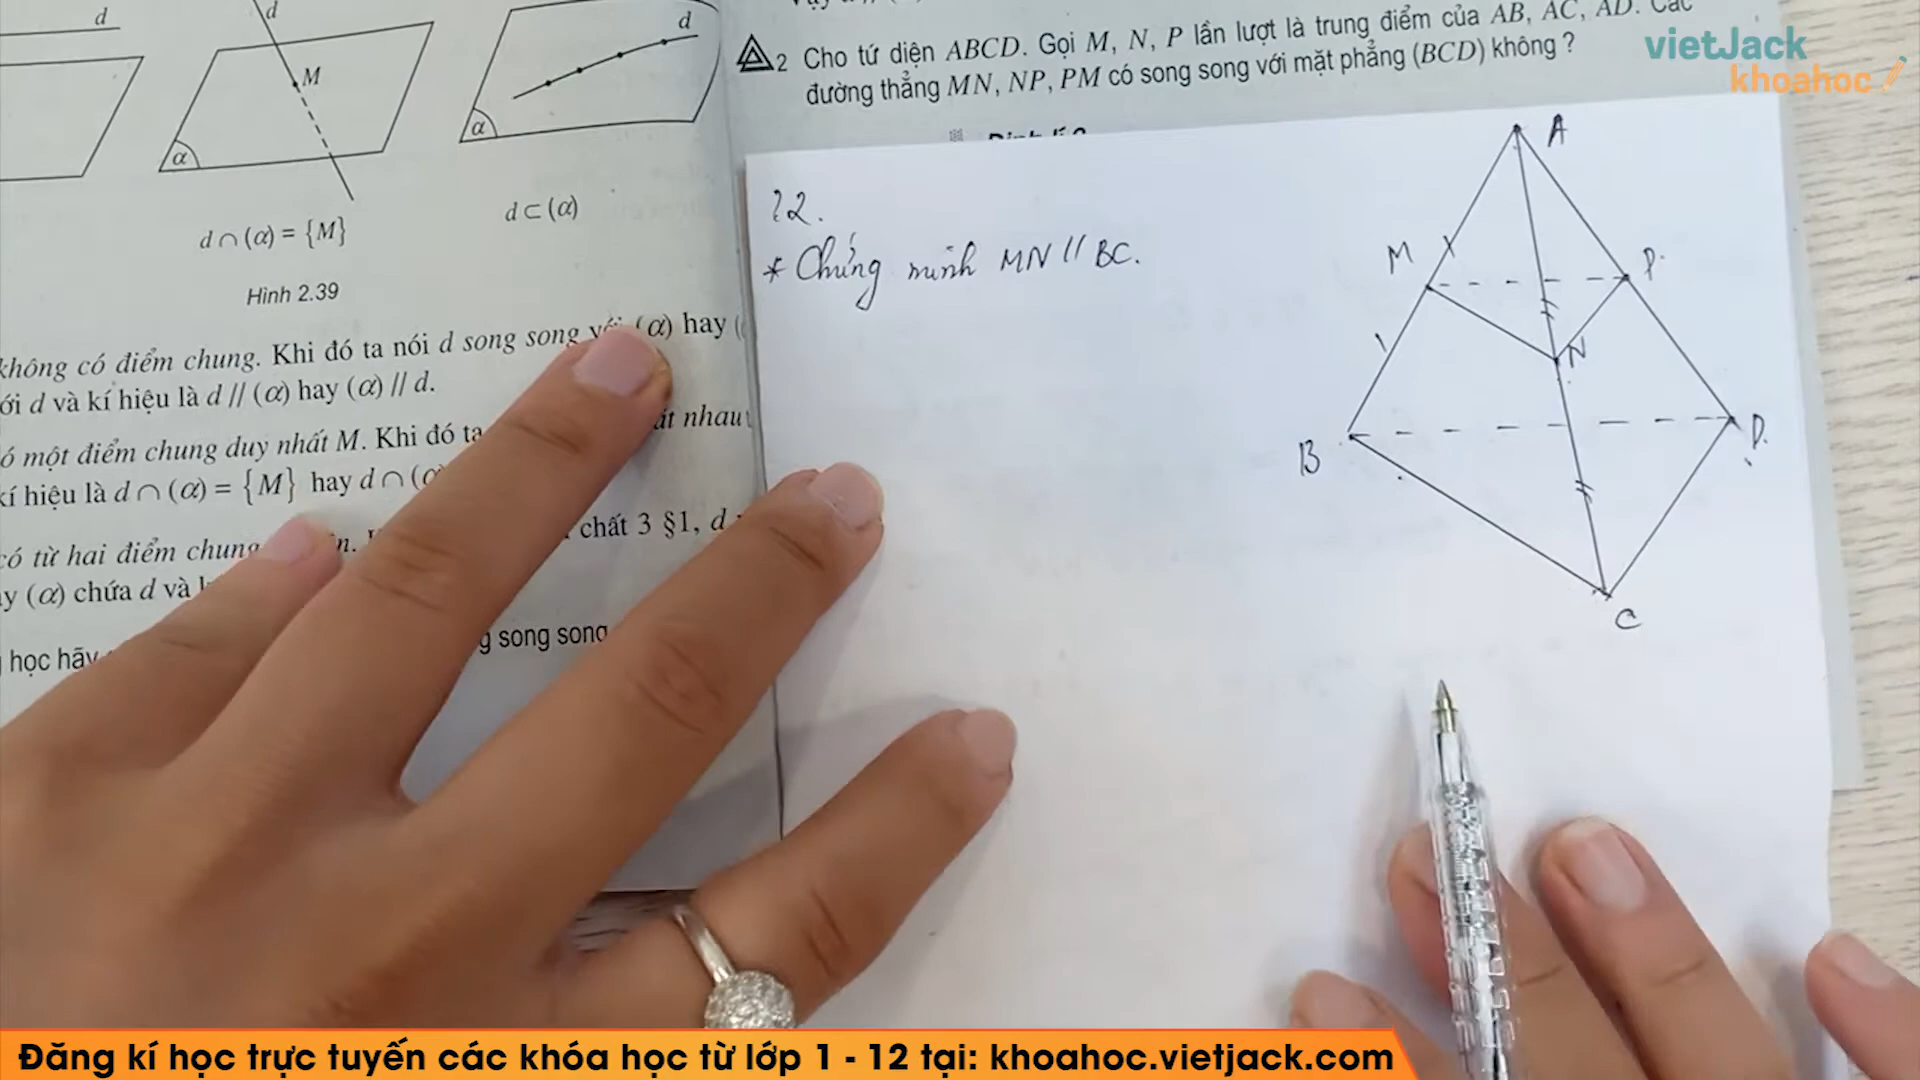 d
d
M
α
α
d
α
d ∩ (α) = {M}
d ⊂ (α)
Hình 2.39
không có điểm chung. Khi đó ta nói d song song với (α) hay
ới d và kí hiệu là d // (α) hay (α) // d.
ó một điểm chung duy nhất M. Khi đó ta
nhau
kí hiệu là d ∩ (α) = {M} hay d ∩
có từ hai điểm chung
chất 3 §1, d
y (α) chứa d và
học hãy
song song
2 Cho tứ diện ABCD. Gọi M, N, P lần lượt là trung điểm của AB, AC, AD. Các
đường thẳng MN, NP, PM có song song với mặt phẳng (BCD) không ?
?2.
* Chứng minh MN // BC.
A
M
P
N
B
D
C
vietJack
khoahoc
Đăng kí học trực tuyến các khóa học từ lớp 1 - 12 tại: khoahoc.vietjack.com